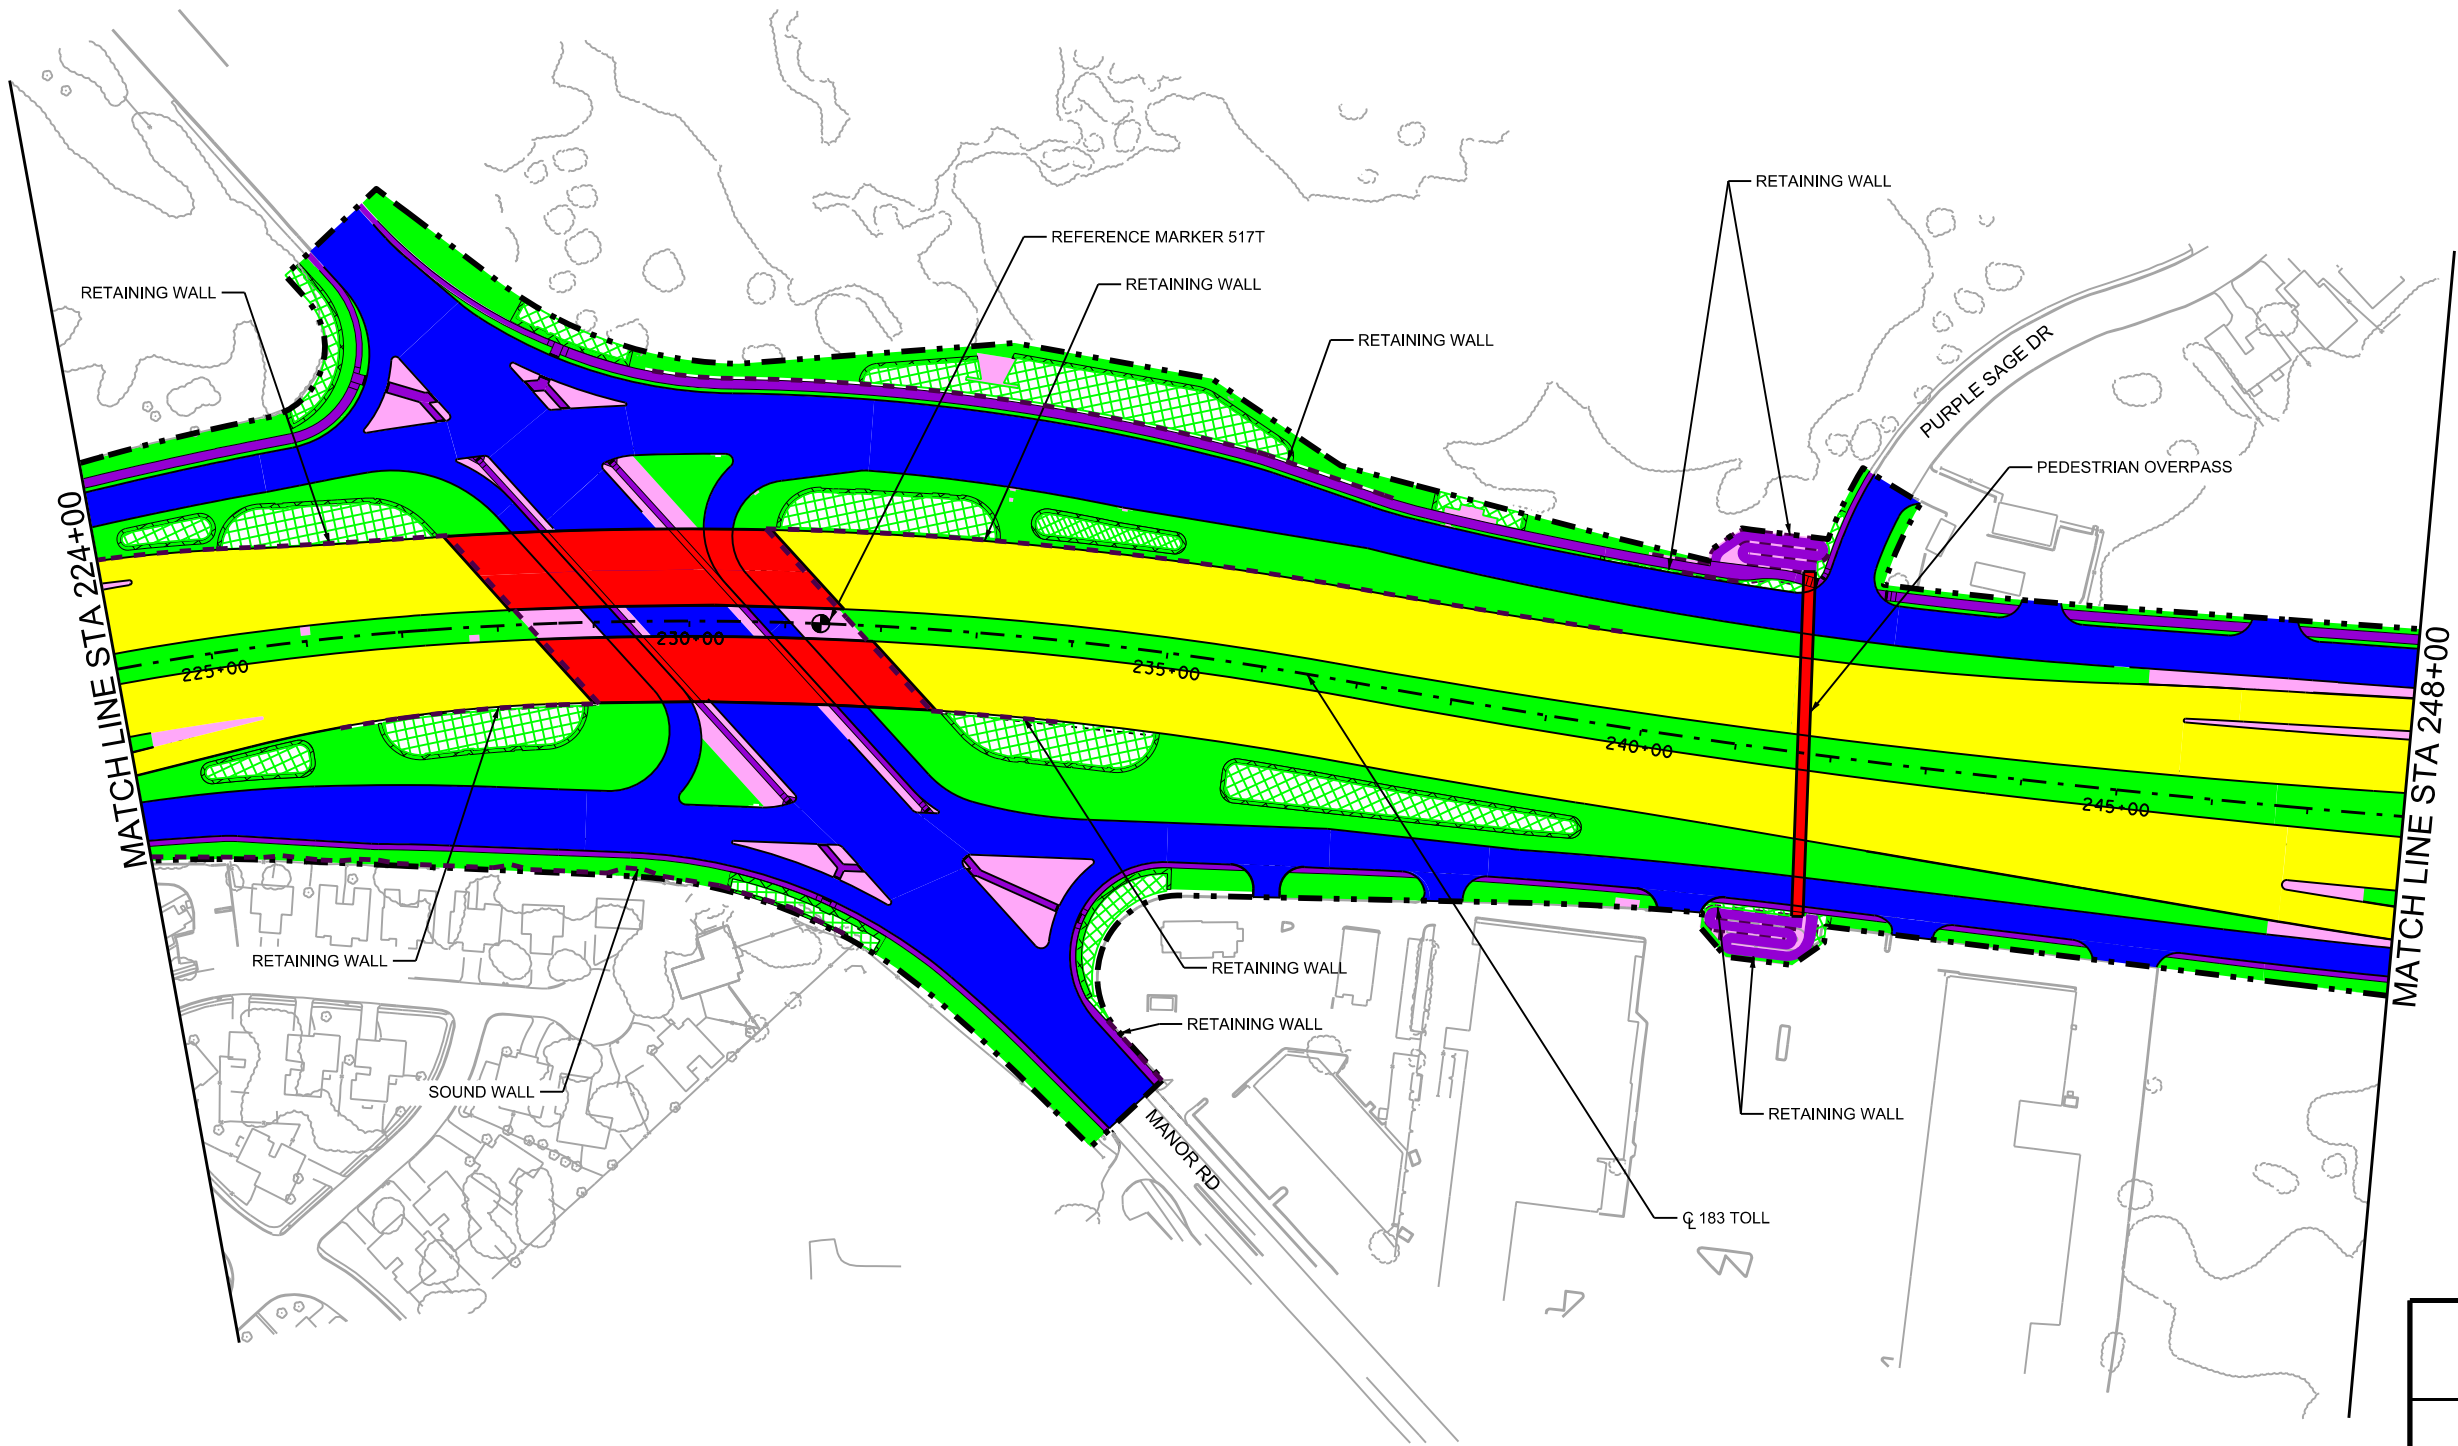 RETAINING WALL
REFERENCE MARKER 517T
RETAINING WALL
RETAINING WALL
RETAINING WALL
PURPLE SAGE DR
PEDESTRIAN OVERPASS
MATCH LINE STA 224+00
225+00
230+00
235+00
240+00
245+00
MATCH LINE STA 248+00
RETAINING WALL
RETAINING WALL
RETAINING WALL
SOUND WALL
RETAINING WALL
MANOR RD
℄ 183 TOLL